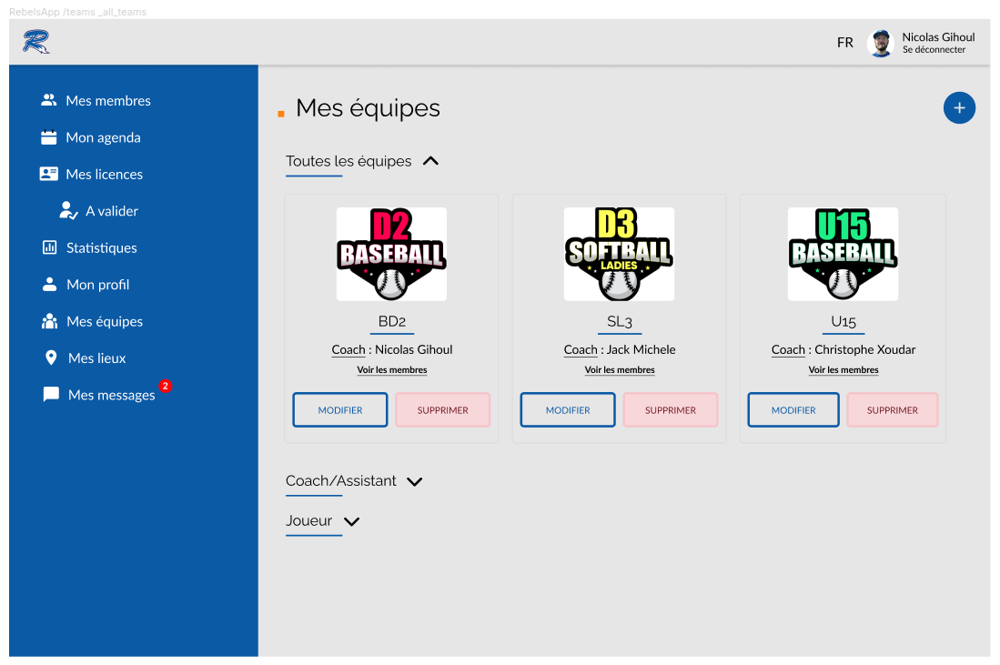 RebelsApp /teams _all_teams
R
FR
Nicolas Gihoul
Se déconnecter
Mes membres
Mon agenda
Mes licences
A valider
Statistiques
Mon profil
Mes équipes
Mes lieux
Mes messages 2
Mes équipes
+
Toutes les équipes
D2
BASEBALL
BD2
Coach : Nicolas Gihoul
Voir les membres
MODIFIER SUPPRIMER
D3
SOFTBALL
LADIES
SL3
Coach : Jack Michele
Voir les membres
MODIFIER SUPPRIMER
U15
BASEBALL
U15
Coach : Christophe Xoudar
Voir les membres
MODIFIER SUPPRIMER
Coach/Assistant
Joueur